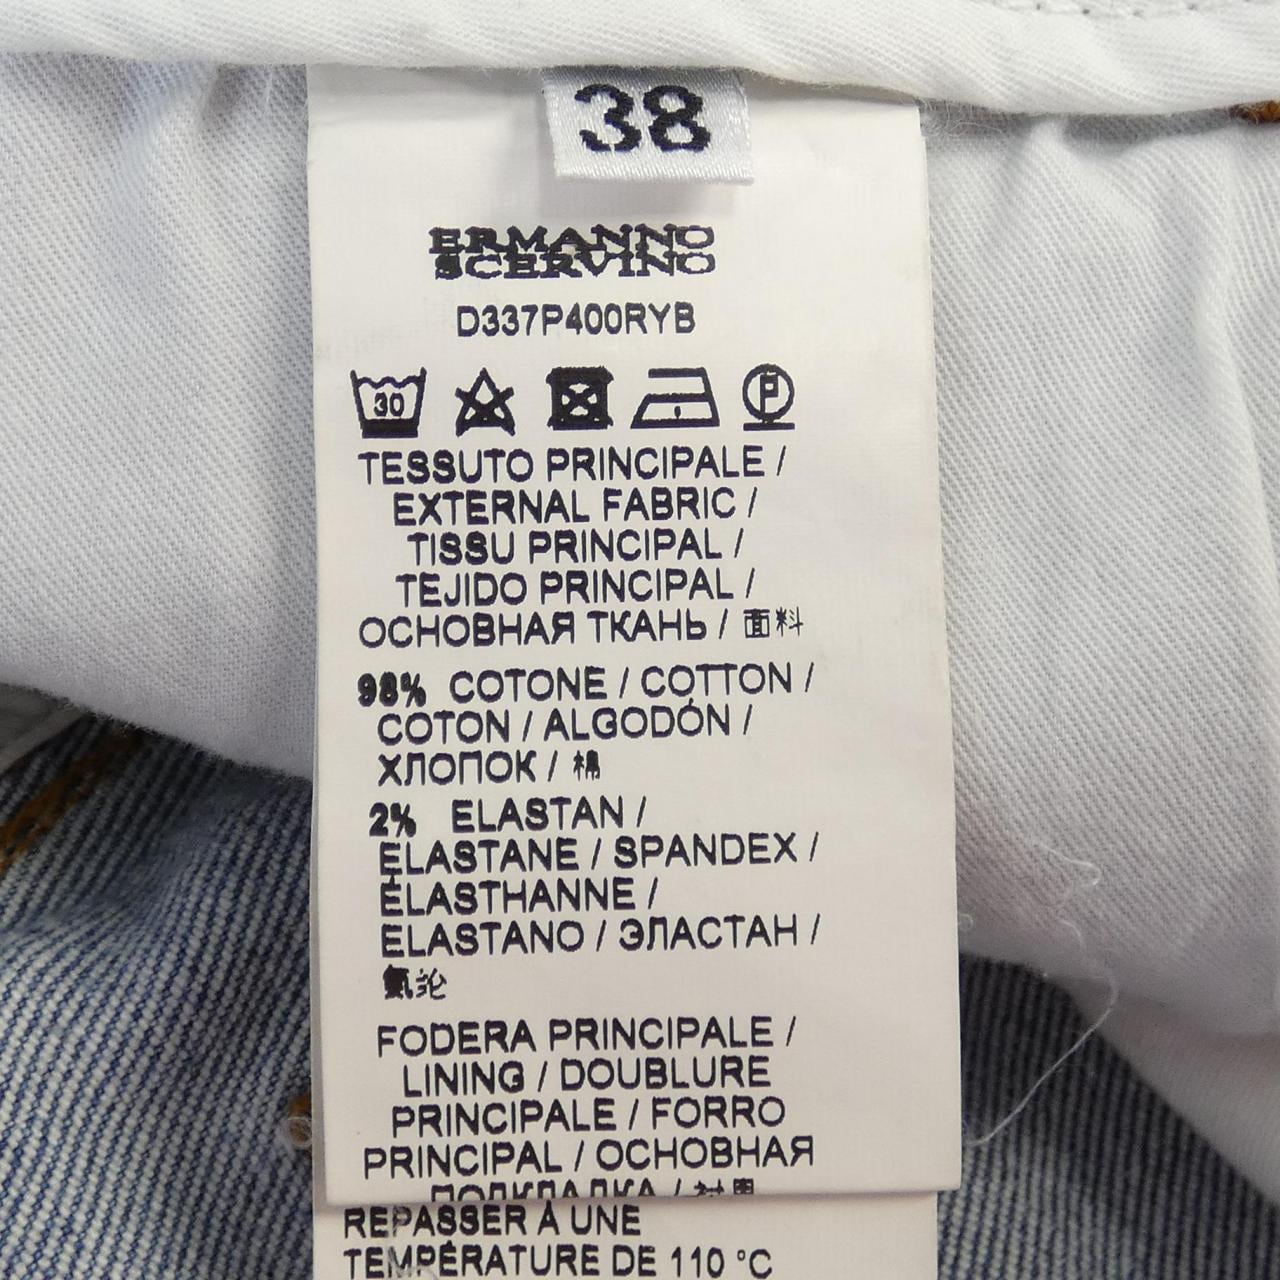 38
ERMANNO
SCERVINO
D337P400RYB
30
P
TESSUTO PRINCIPALE /
EXTERNAL FABRIC /
TISSU PRINCIPAL /
TEJIDO PRINCIPAL /
ОСНОВНАЯ ТКАНЬ / 面料
98% COTONE / COTTON /
COTON / ALGODÓN /
ХЛОПОК / 棉
2% ELASTAN /
ELASTANE / SPANDEX /
ÉLASTHANNE /
ELASTANO / ЭЛАСТАН /
氨纶
FODERA PRINCIPALE /
LINING / DOUBLURE
PRINCIPALE / FORRO
PRINCIPAL / ОСНОВНАЯ
ПОДКЛАДКА /
REPASSER À UNE
TEMPÉRATURE DE 110 °C